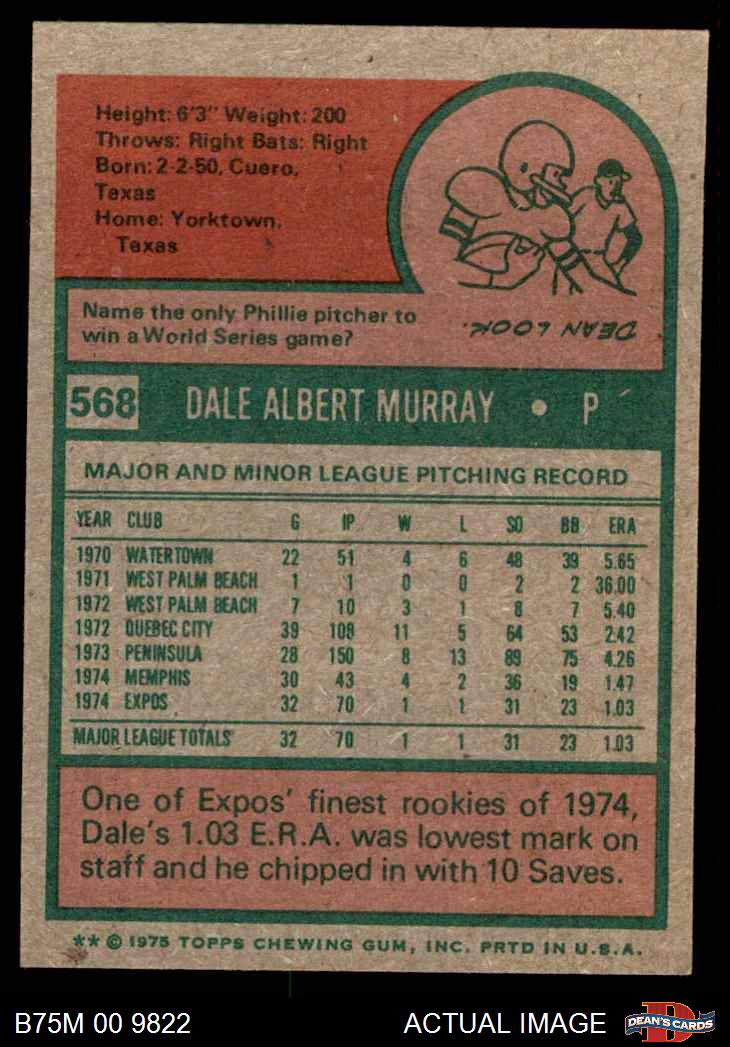 Height: 6'3" Weight: 200
Throws: Right Bats: Right
Born: 2-2-50, Cuero,
Texas
Home: Yorktown,
Texas
Name the only Phillie pitcher to
win a World Series game?
DEAN LOOK.
568 DALE ALBERT MURRAY • P
MAJOR AND MINOR LEAGUE PITCHING RECORD
YEAR CLUB G IP W L SO BB ERA
1970 WATERTOWN 22 51 4 6 48 39 5.65
1971 WEST PALM BEACH 1 1 0 0 2 2 36.00
1972 WEST PALM BEACH 7 10 3 1 8 7 5.40
1972 QUEBEC CITY 39 108 11 5 64 53 2.42
1973 PENINSULA 28 150 8 13 89 75 4.26
1974 MEMPHIS 30 43 4 2 36 19 1.47
1974 EXPOS 32 70 1 1 31 23 1.03
MAJOR LEAGUE TOTALS 32 70 1 1 31 23 1.03
One of Expos' finest rookies of 1974,
Dale's 1.03 E.R.A. was lowest mark on
staff and he chipped in with 10 Saves.
** © 1975 TOPPS CHEWING GUM, INC. PRTD IN U.S.A.
B75M 00 9822 ACTUAL IMAGE D DEAN'S CARDS